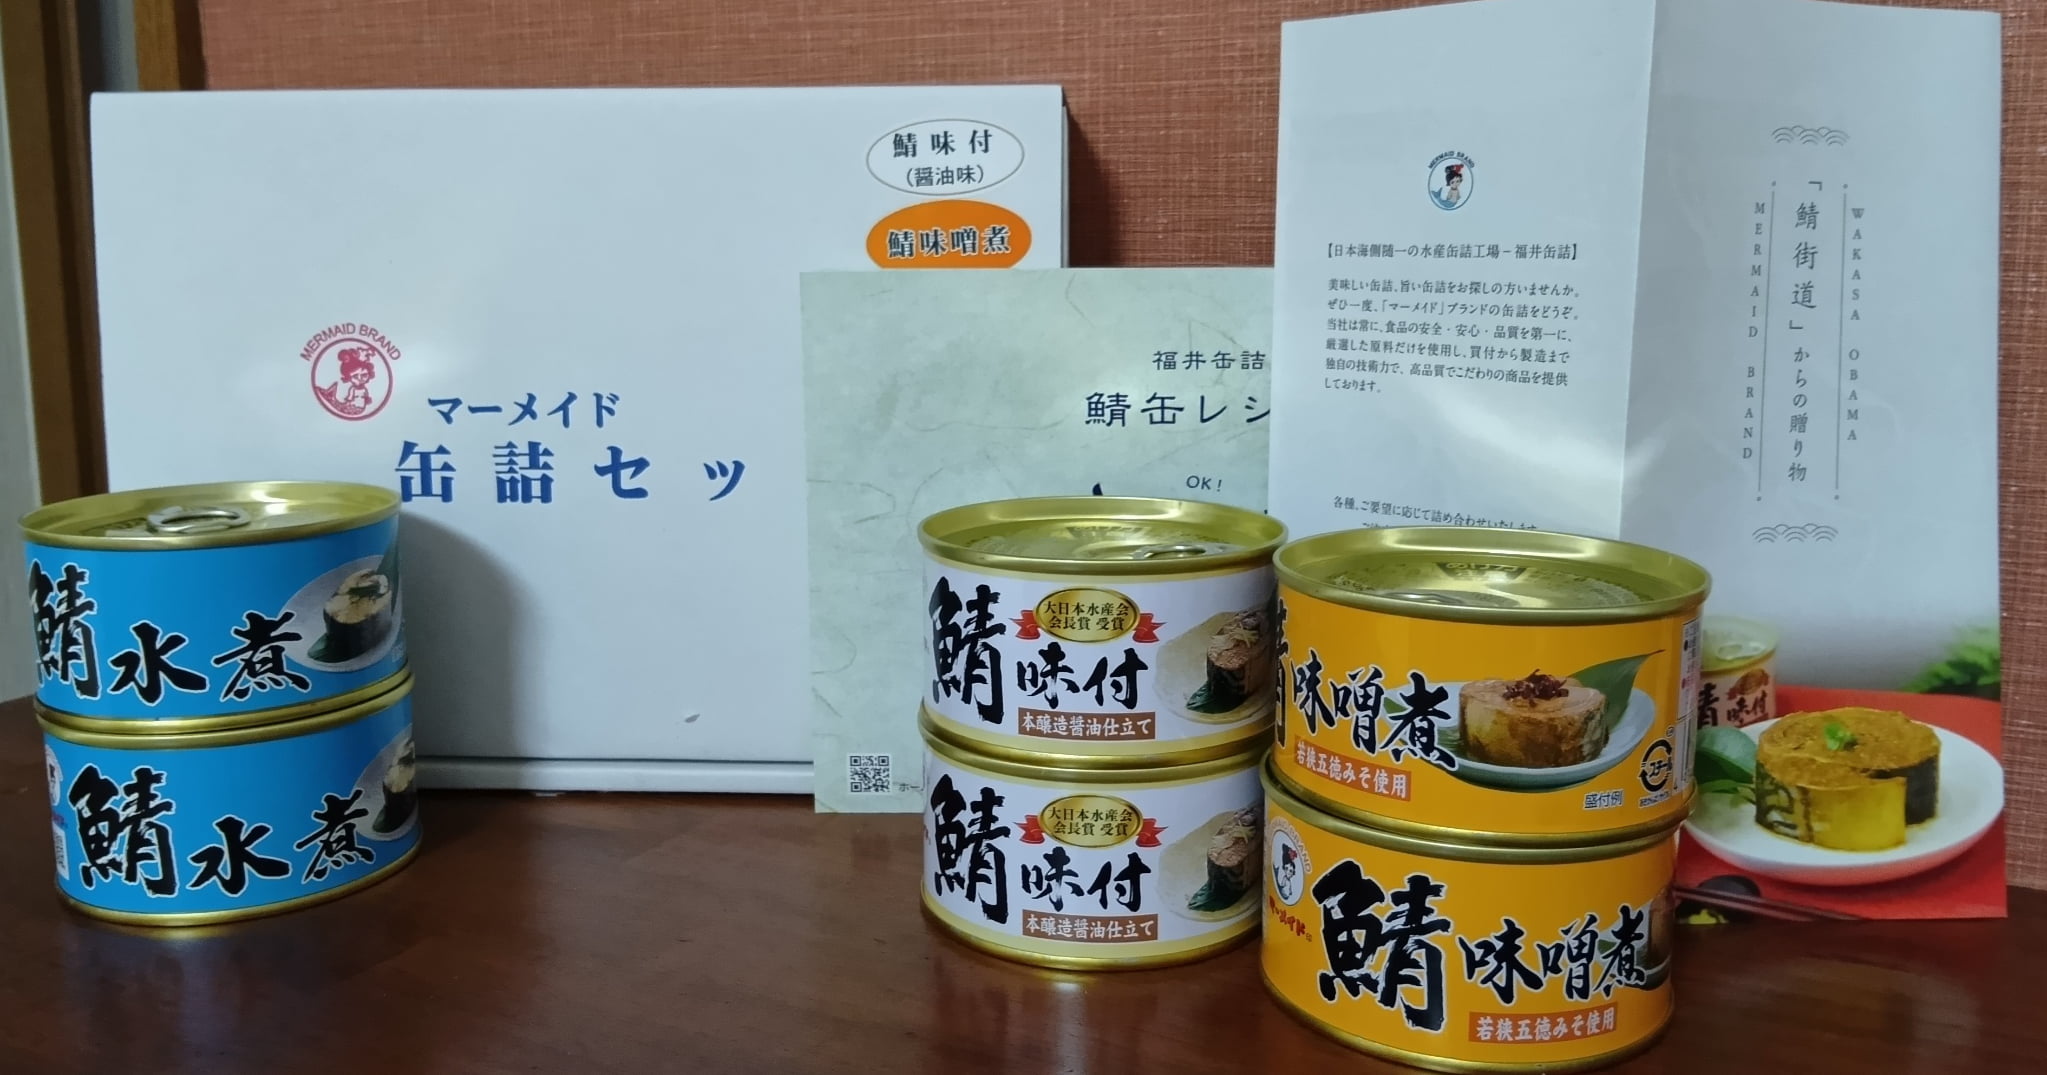 鯖味付
(醤油味)
鯖味噌煮
MERMAID BRAND
マーメイド
缶詰セッ
福井缶詰
鯖缶レシ
OK!
MERMAID BRAND
【日本海側随一の水産缶詰工場－福井缶詰】
美味しい缶詰、旨い缶詰をお探しの方いませんか。
ぜひ一度、「マーメイド」ブランドの缶詰をどうぞ。
当社は常に、食品の安全・安心・品質を第一に、
厳選した原料だけを使用し、買付から製造まで
独自の技術力で、高品質でこだわりの商品を提供
しております。
各種、ご要望に応じて詰め合わせいたします
WAKASA OBAMA
「鯖街道」からの贈り物
MERMAID BRAND
鯖水煮
鯖水煮
大日本水産会
会長賞 受賞
鯖味付
本醸造醤油仕立て
大日本水産会
会長賞 受賞
鯖味付
本醸造醤油仕立て
鯖味噌煮
若狭五徳みそ使用
盛付例
スチール
マーメイド印
鯖味噌煮
若狭五徳みそ使用
鯖味付